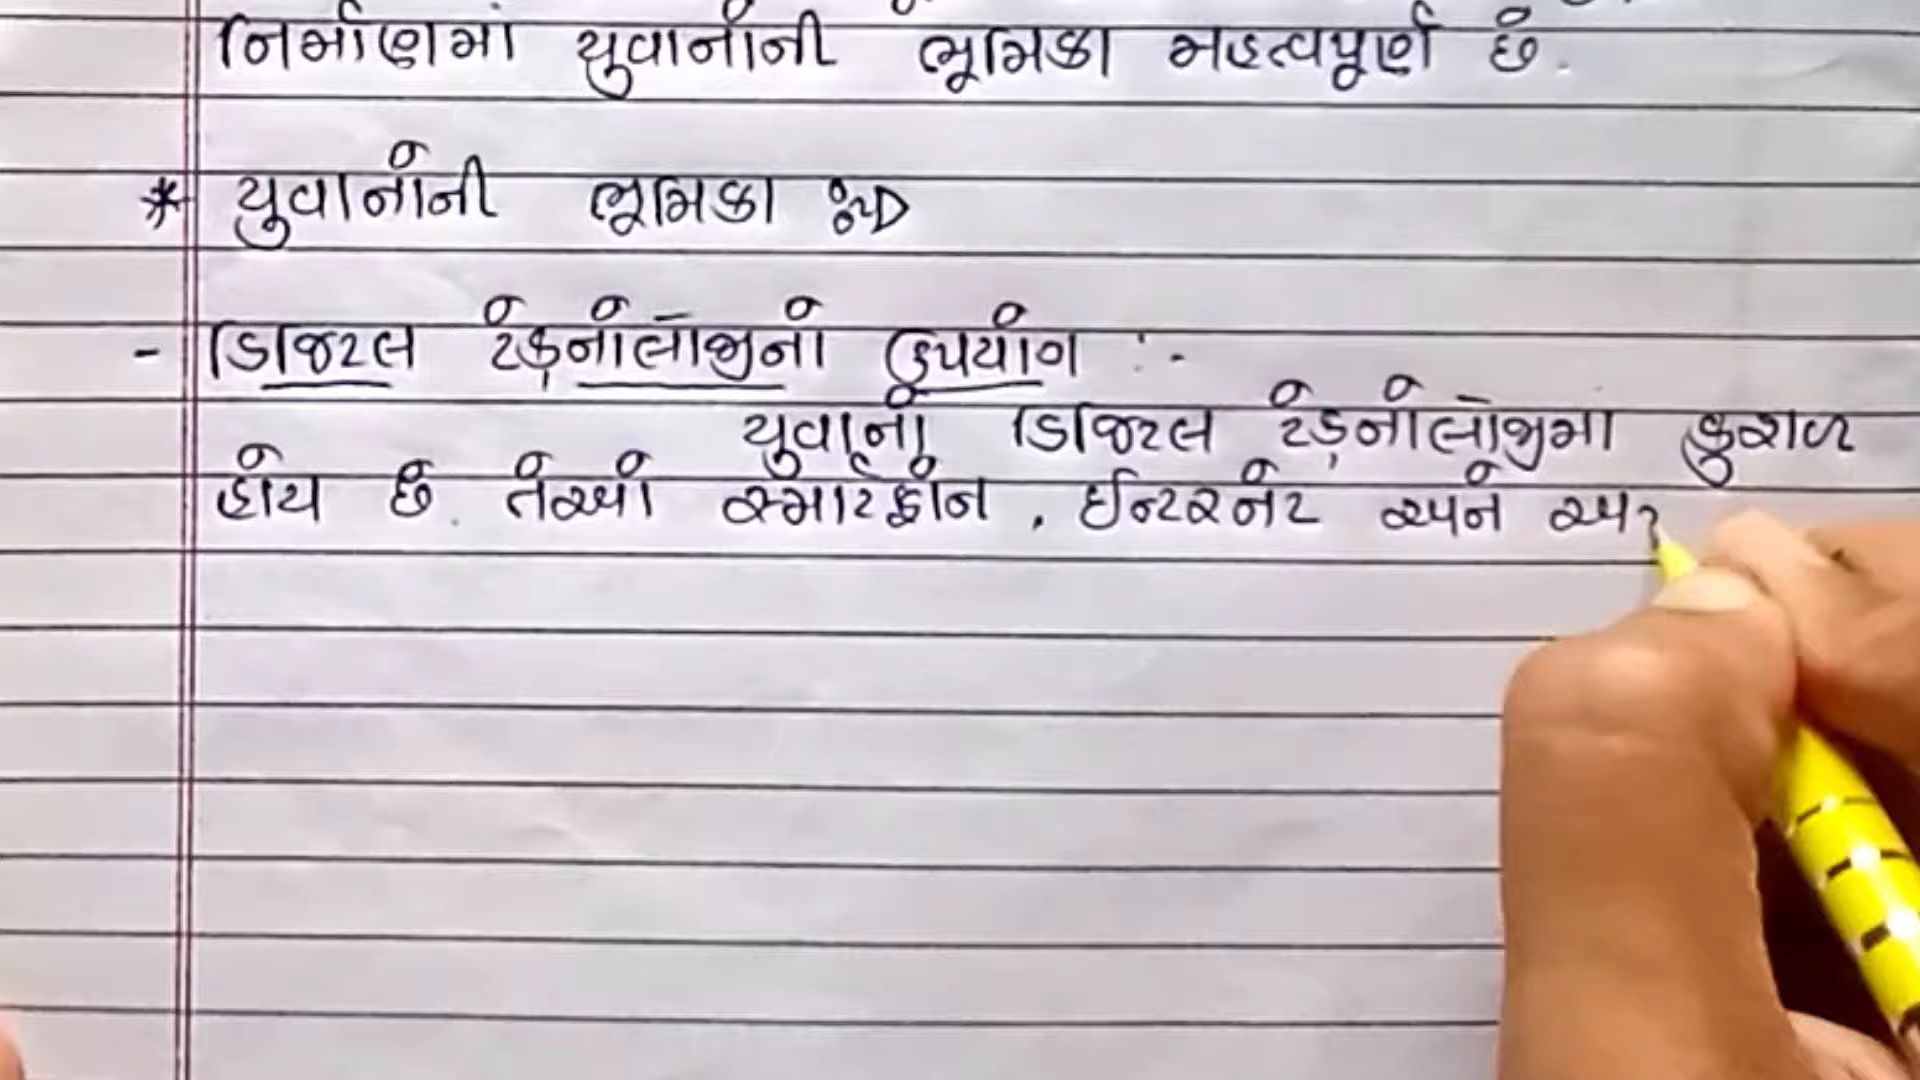 નિર્માણમાં યુવાનોની ભૂમિકા મહત્વપૂર્ણ છે.
* યુવાનોની ભૂમિકા :
- ડિજિટલ ટેકનોલોજીનો ઉપયોગ :-
યુવાનો ડિજિટલ ટેકનોલોજીમાં કુશળ
હોય છે. તેઓ સ્માર્ટફોન, ઈન્ટરનેટ અને